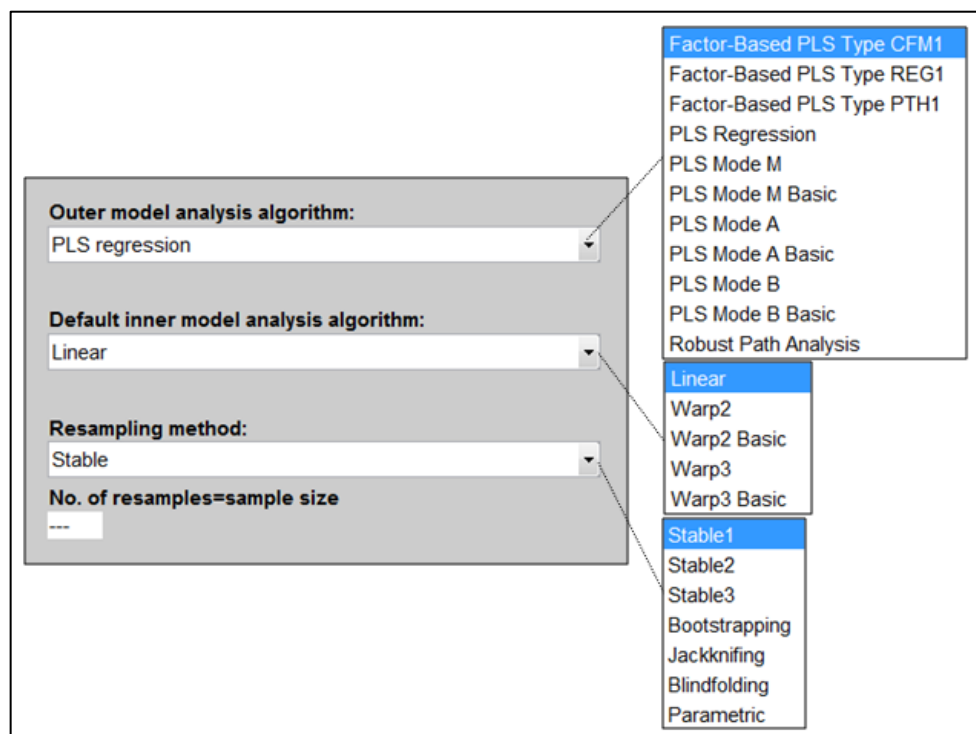 Outer model analysis algorithm:
PLS regression
Default inner model analysis algorithm:
Linear
Resampling method:
Stable
No. of resamples=sample size
---
Factor-Based PLS Type CFM1
Factor-Based PLS Type REG1
Factor-Based PLS Type PTH1
PLS Regression
PLS Mode M
PLS Mode M Basic
PLS Mode A
PLS Mode A Basic
PLS Mode B
PLS Mode B Basic
Robust Path Analysis
Linear
Warp2
Warp2 Basic
Warp3
Warp3 Basic
Stable1
Stable2
Stable3
Bootstrapping
Jackknifing
Blindfolding
Parametric